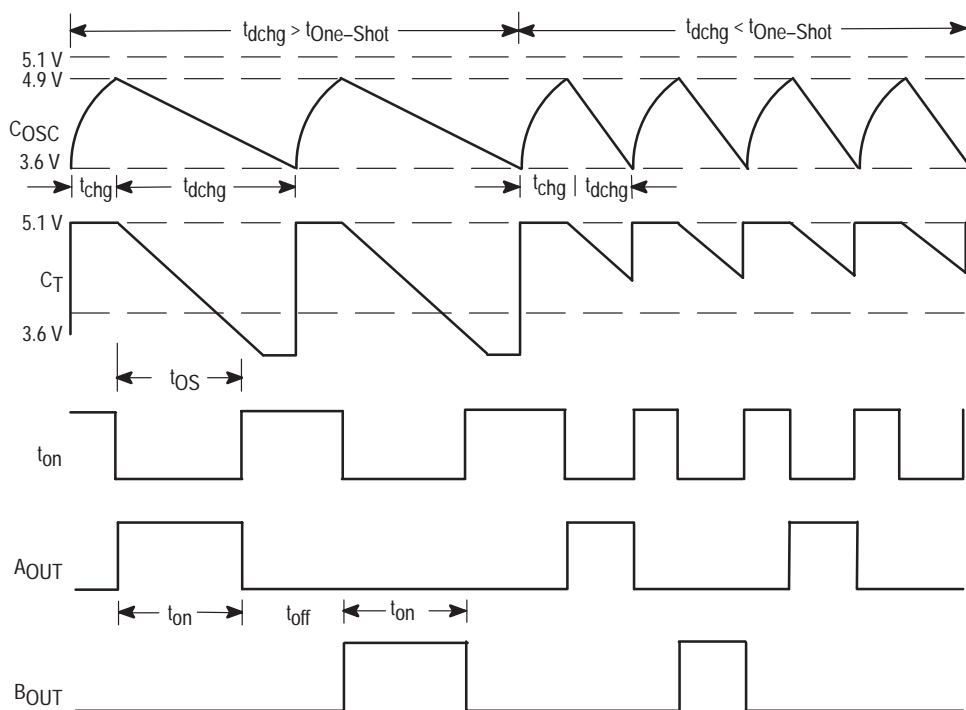 tdchg > tOne–Shot
tdchg < tOne–Shot
5.1 V
4.9 V
COSC
3.6 V
tchg
tdchg
tchg
tdchg
5.1 V
CT
3.6 V
tOS
ton
AOUT
ton
toff
ton
BOUT